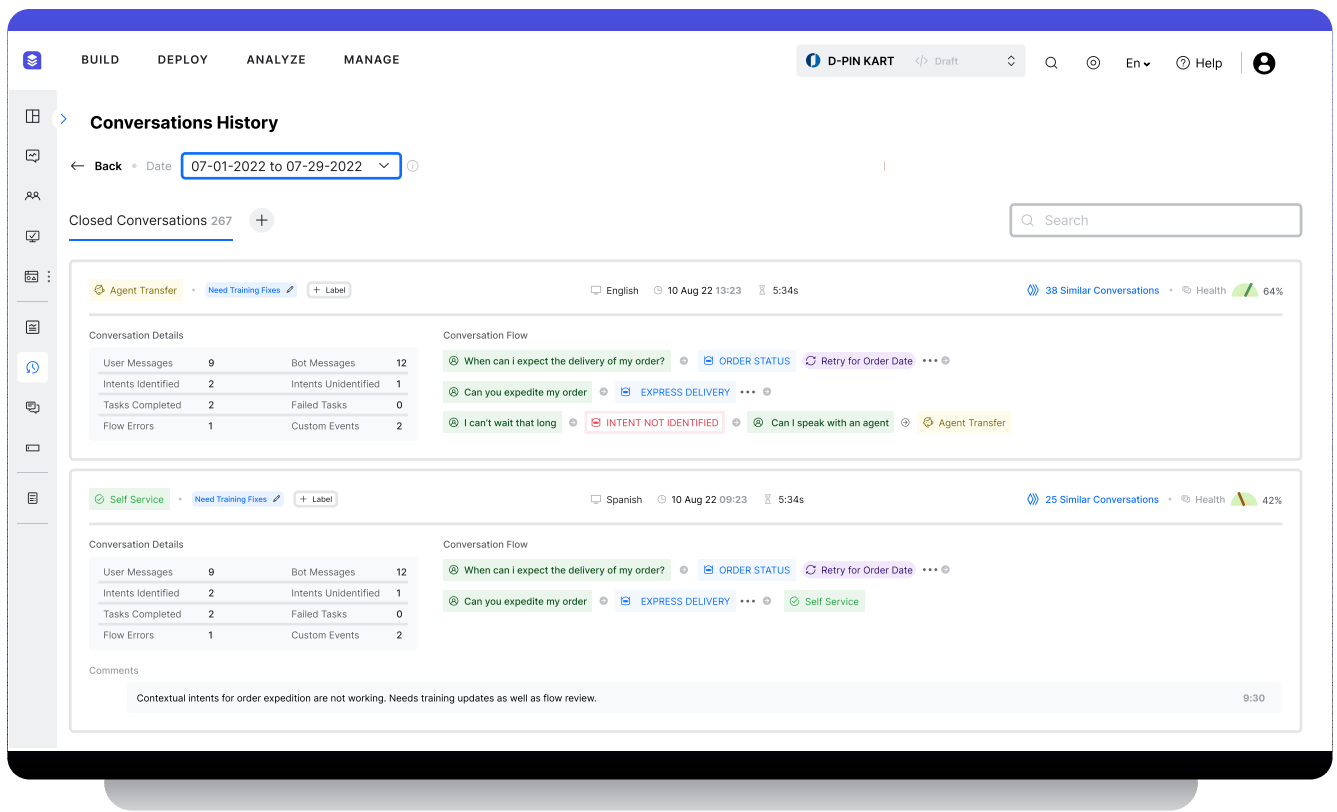 BUILD DEPLOY ANALYZE MANAGE D-PIN KART </> Draft En Help
Conversations History
Back • Date 07-01-2022 to 07-29-2022
Closed Conversations 267 +
Search
Agent Transfer • Need Training Fixes + Label English 10 Aug 22 13:23 5:34s 38 Similar Conversations • Health 64%
Conversation Details
User Messages 9 Bot Messages 12
Intents Identified 2 Intents Unidentified 1
Tasks Completed 2 Failed Tasks 0
Flow Errors 1 Custom Events 2
Conversation Flow
When can i expect the delivery of my order? ORDER STATUS Retry for Order Date •••
Can you expedite my order EXPRESS DELIVERY •••
I can't wait that long INTENT NOT IDENTIFIED Can I speak with an agent Agent Transfer
Self Service • Need Training Fixes + Label Spanish 10 Aug 22 09:23 5:34s 25 Similar Conversations • Health 42%
Conversation Details
User Messages 9 Bot Messages 12
Intents Identified 2 Intents Unidentified 1
Tasks Completed 2 Failed Tasks 0
Flow Errors 1 Custom Events 2
Conversation Flow
When can i expect the delivery of my order? ORDER STATUS Retry for Order Date •••
Can you expedite my order EXPRESS DELIVERY ••• Self Service
Comments
Contextual intents for order expedition are not working. Needs training updates as well as flow review. 9:30